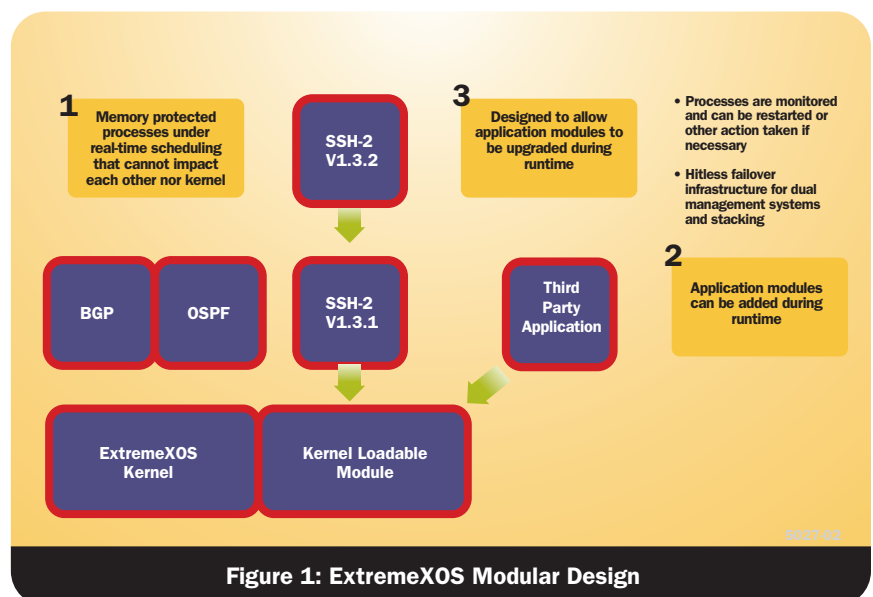 1
Memory protected
processes under
real-time scheduling
that cannot impact
each other nor kernel
SSH-2
V1.3.2
3
Designed to allow
application modules to
be upgraded during
runtime
• Processes are monitored
and can be restarted or
other action taken if
necessary
• Hitless failover
infrastructure for dual
management systems
and stacking
BGP
OSPF
SSH-2
V1.3.1
Third
Party
Application
2
Application modules
can be added during
runtime
ExtremeXOS
Kernel
Kernel Loadable
Module
5027-02
Figure 1: ExtremeXOS Modular Design